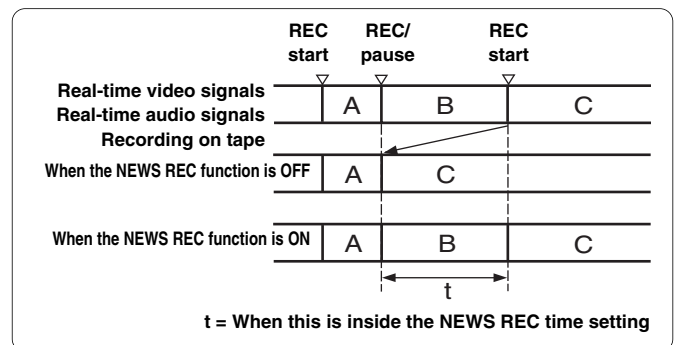 REC start
REC/ pause
REC start
Real-time video signals
Real-time audio signals
A B C
Recording on tape
When the NEWS REC function is OFF
A C
When the NEWS REC function is ON
A B C
t
t = When this is inside the NEWS REC time setting